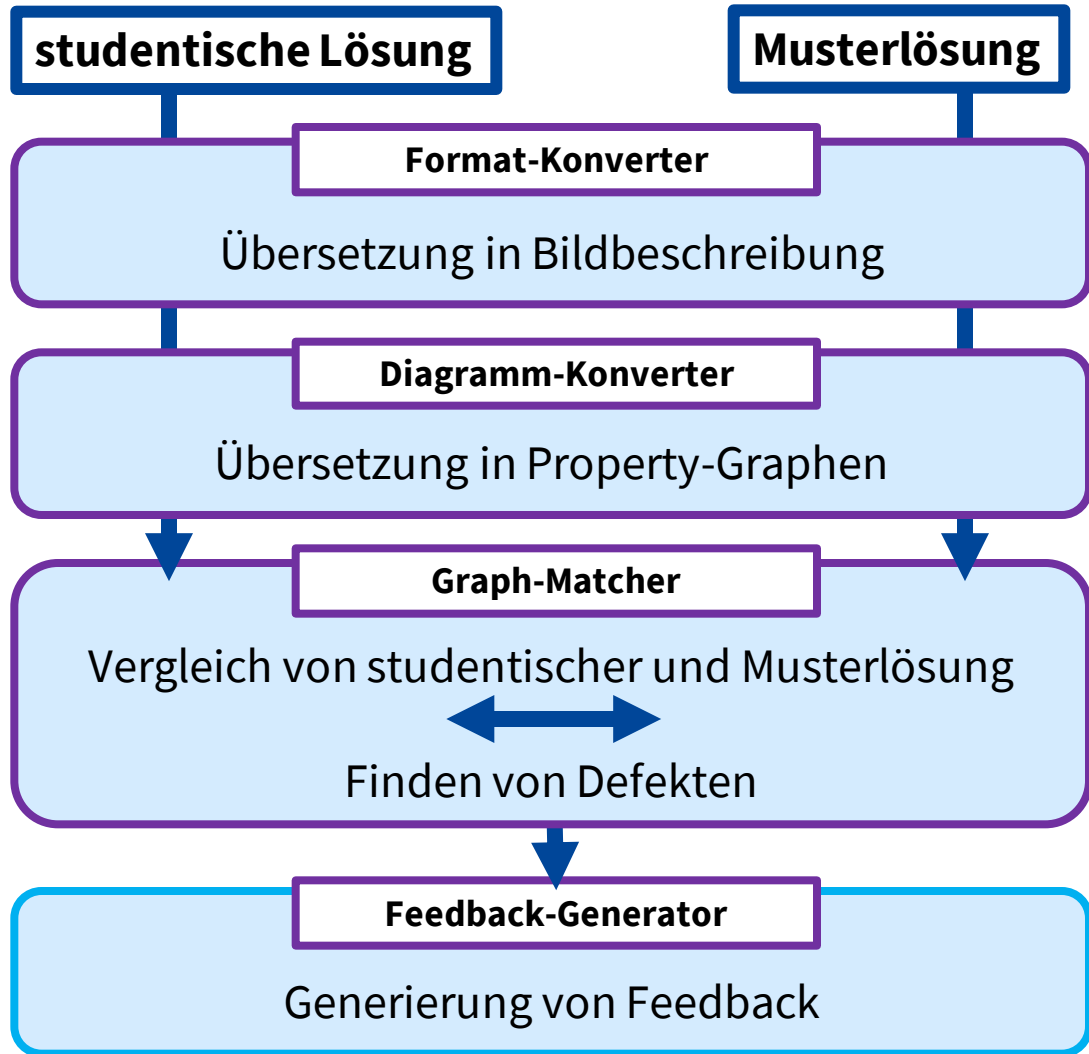 studentische Lösung
Musterlösung
Format-Konverter
Übersetzung in Bildbeschreibung
Diagramm-Konverter
Übersetzung in Property-Graphen
Graph-Matcher
Vergleich von studentischer und Musterlösung
Finden von Defekten
Feedback-Generator
Generierung von Feedback